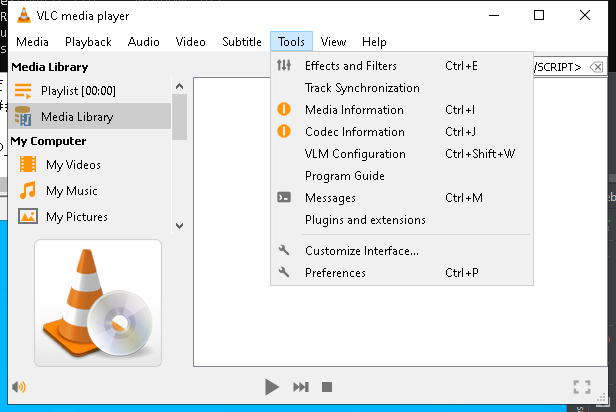 VLC media player
Media Playback Audio Video Subtitle Tools View Help
Media Library
Playlist [00:00]
Media Library
My Computer
My Videos
My Music
My Pictures
/SCRIPT>
Effects and Filters Ctrl+E
Track Synchronization
Media Information Ctrl+I
Codec Information Ctrl+J
VLM Configuration Ctrl+Shift+W
Program Guide
Messages Ctrl+M
Plugins and extensions
Customize Interface...
Preferences Ctrl+P